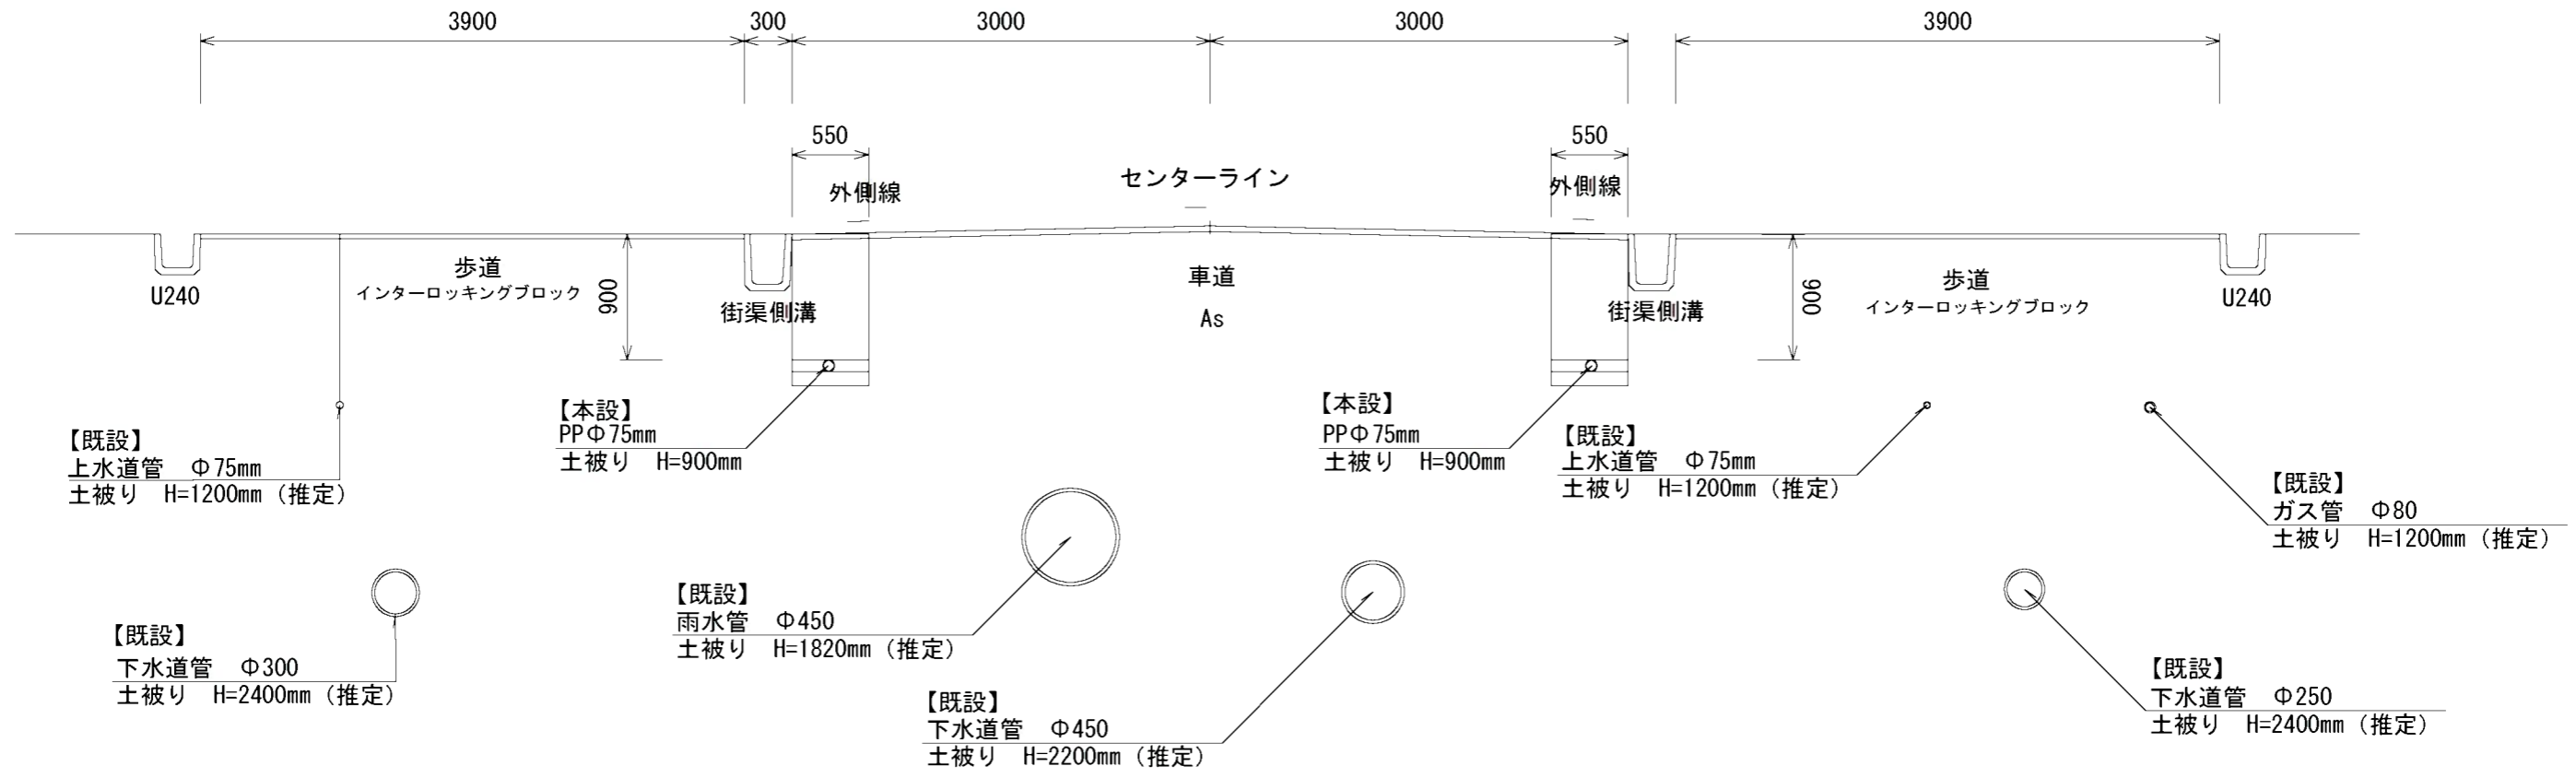 3900
300
3000
3000
3900
550
550
外側線
センターライン
外側線
U240
歩道
インターロッキングブロック
900
街渠側溝
車道
As
街渠側溝
900
歩道
インターロッキングブロック
U240
【既設】
上水道管 Φ75mm
土被り H=1200mm（推定）
【本設】
PPΦ75mm
土被り H=900mm
【本設】
PPΦ75mm
土被り H=900mm
【既設】
上水道管 Φ75mm
土被り H=1200mm（推定）
【既設】
ガス管 Φ80
土被り H=1200mm（推定）
【既設】
下水道管 Φ300
土被り H=2400mm（推定）
【既設】
雨水管 Φ450
土被り H=1820mm（推定）
【既設】
下水道管 Φ450
土被り H=2200mm（推定）
【既設】
下水道管 Φ250
土被り H=2400mm（推定）